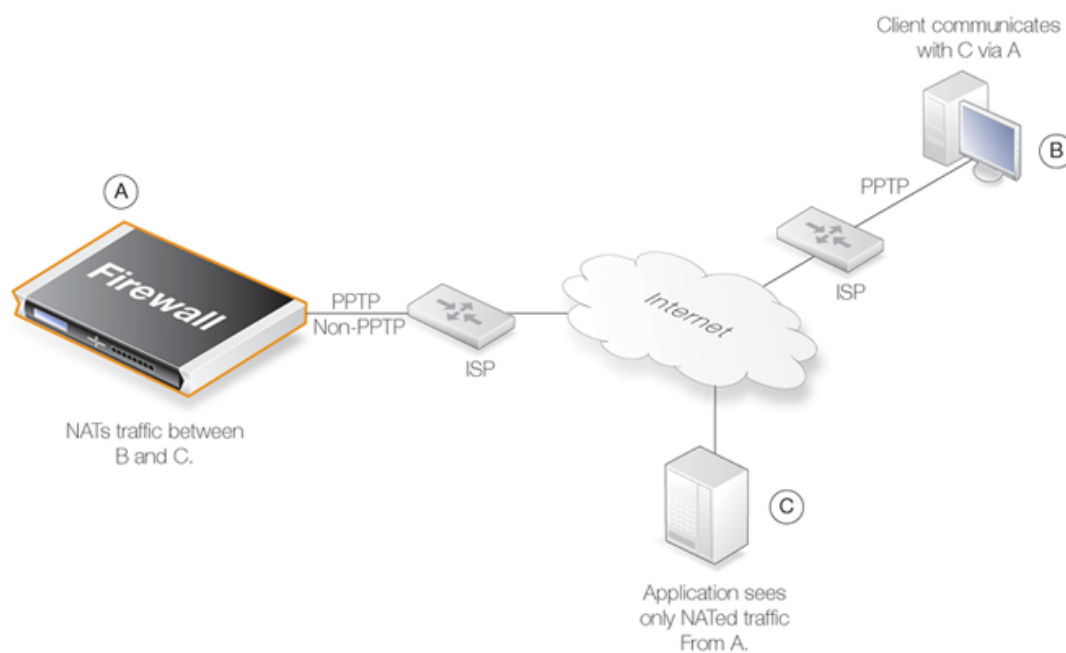 Client communicates
with C via A
B
PPTP
ISP
A
Firewall
PPTP
Non-PPTP
ISP
Internet
NATs traffic between
B and C.
C
Application sees
only NATed traffic
From A.